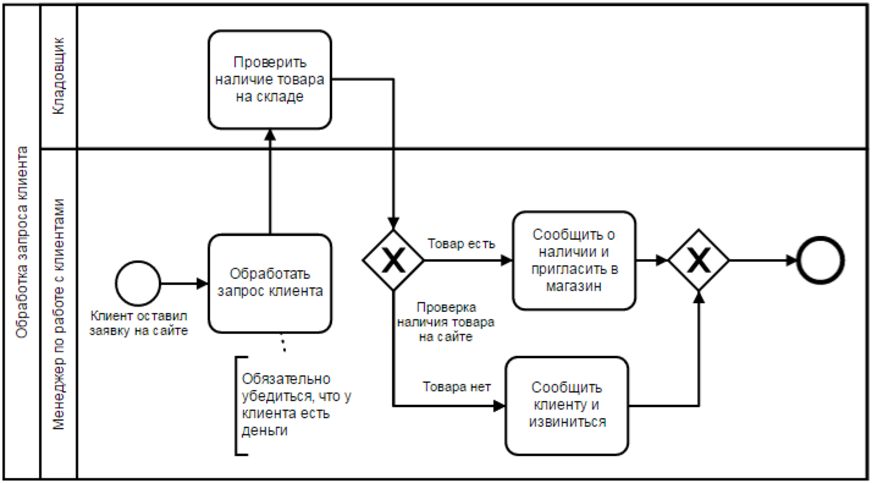 Обработка запроса клиента
Кладовщик
Проверить
наличие товара
на складе
Менеджер по работе с клиентами
Клиент оставил
заявку на сайте
Обработать
запрос клиента
Обязательно
убедиться, что у
клиента есть
деньги
X
Проверка
наличия товара
на сайте
Товар есть
Сообщить о
наличии и
пригласить в
магазин
Товара нет
Сообщить
клиенту и
извиниться
X